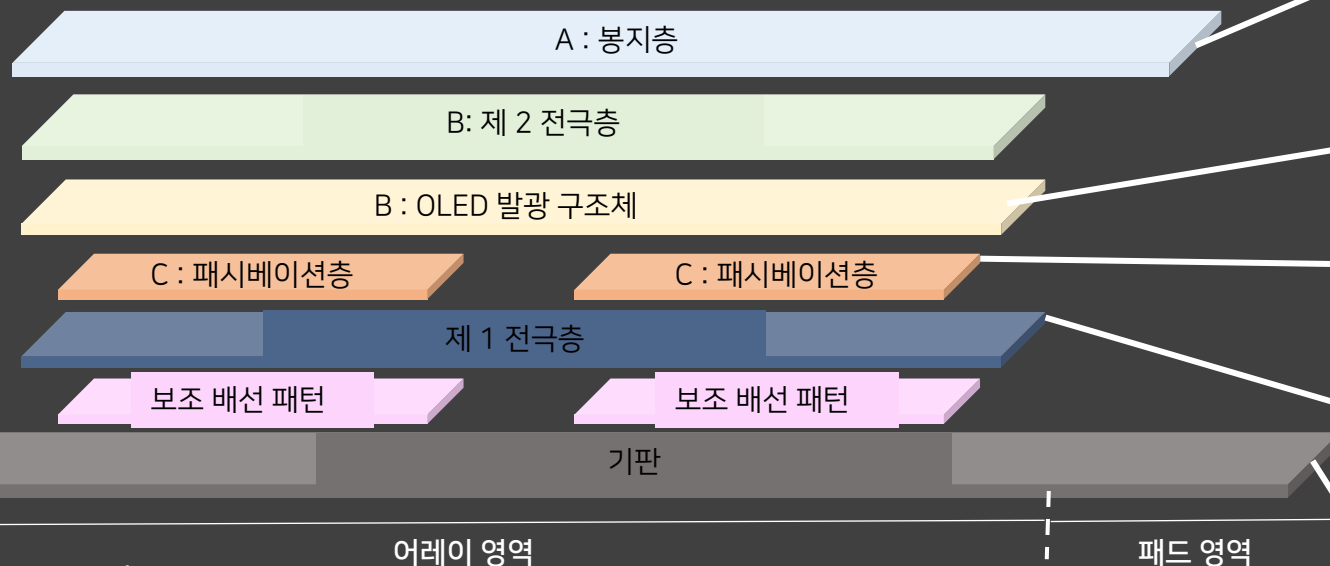 A : 봉지층
B: 제 2 전극층
B : OLED 발광 구조체
C : 패시베이션층 C : 패시베이션층
제 1 전극층
보조 배선 패턴 보조 배선 패턴
기판
어레이 영역 패드 영역